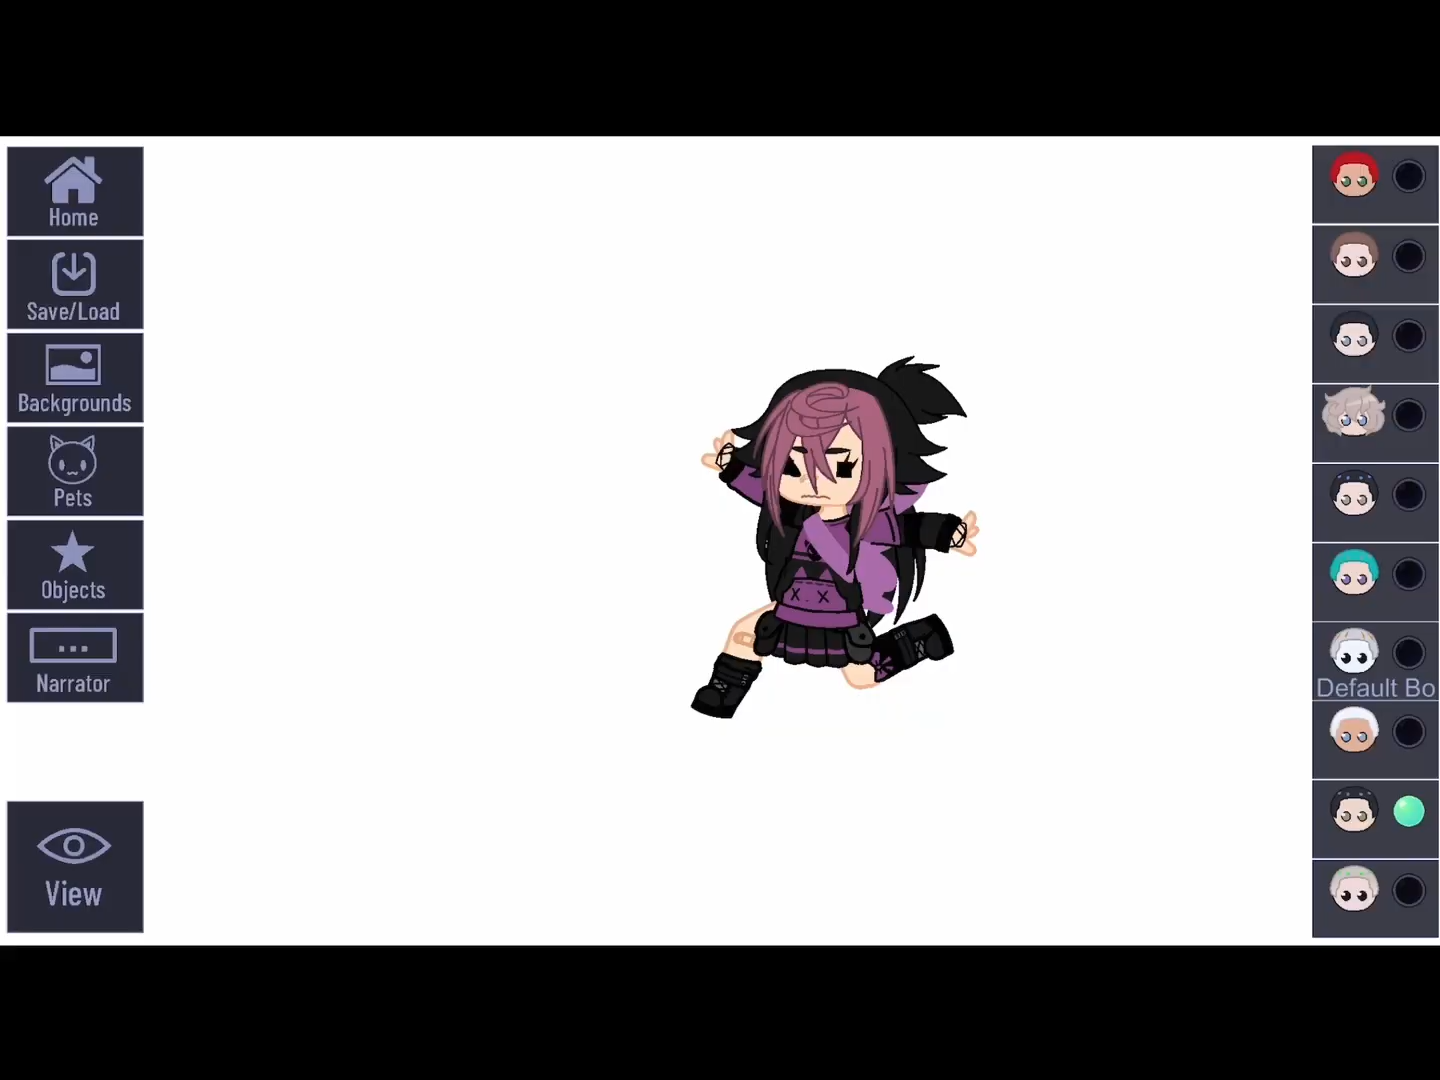 Home
Save/Load
Backgrounds
Pets
Objects
Narrator
View
Default Bo